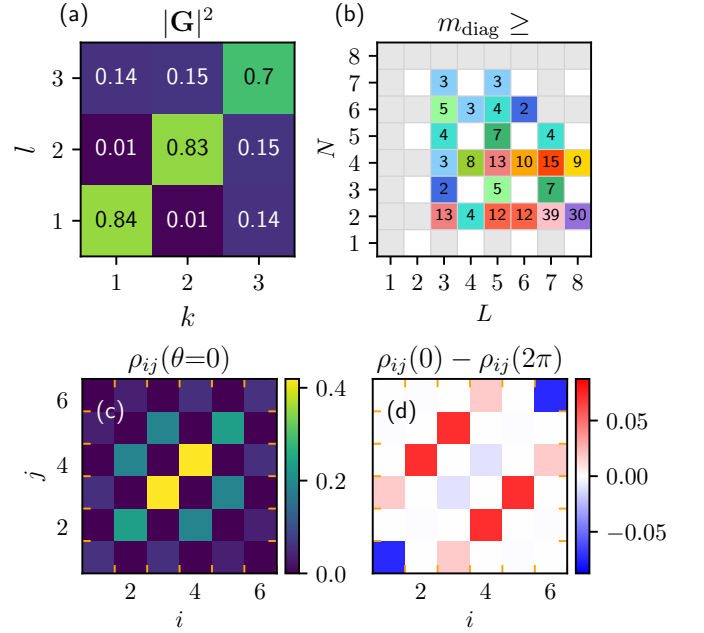 (a) |G|² (b) m_diag ≥
3 0.14 0.15 0.7
2 0.01 0.83 0.15
1 0.84 0.01 0.14
l
1 2 3
k
8
7 3 3
6 5 3 4 2
5 4 7 4
4 3 8 13 10 15 9
3 2 5 7
2 13 4 12 12 39 30
1
N
1 2 3 4 5 6 7 8
L
ρ_ij(θ=0) ρ_ij(0) − ρ_ij(2π)
(c) (d)
6
4
2
j
2 4 6
i
0.4
0.2
0.0
2 4 6
i
0.05
0.00
−0.05